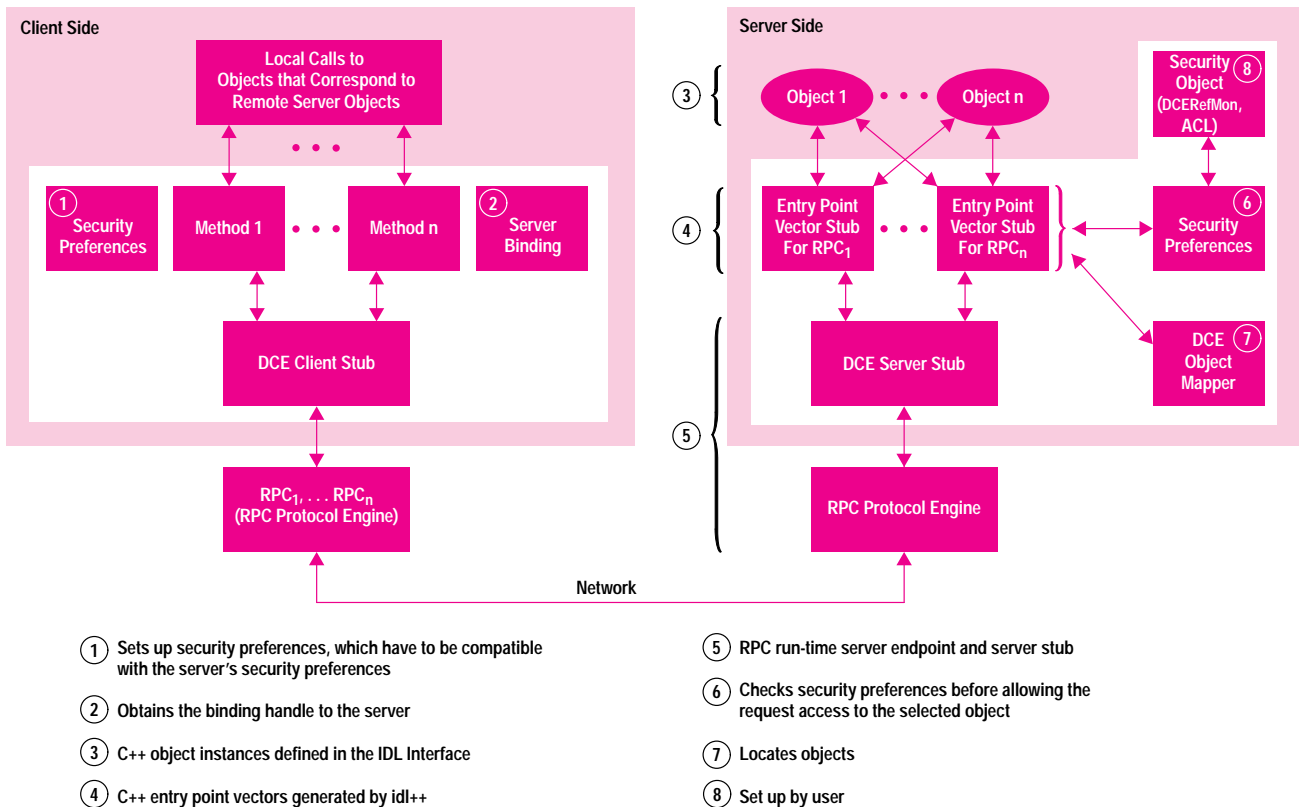 Client Side
Local Calls to
Objects that Correspond to
Remote Server Objects
• • •
1
Security
Preferences
Method 1
• • •
Method n
2
Server
Binding
DCE Client Stub
RPC1, . . . RPCn
(RPC Protocol Engine)
Server Side
3
Object 1
• • •
Object n
Security
Object
(DCERefMon,
ACL)
8
4
Entry Point
Vector Stub
For RPC1
• • •
Entry Point
Vector Stub
For RPCn
6
Security
Preferences
5
DCE Server Stub
DCE
Object
Mapper
7
RPC Protocol Engine
Network
1 Sets up security preferences, which have to be compatible
with the server's security preferences
2 Obtains the binding handle to the server
3 C++ object instances defined in the IDL Interface
4 C++ entry point vectors generated by idl++
5 RPC run-time server endpoint and server stub
6 Checks security preferences before allowing the
request access to the selected object
7 Locates objects
8 Set up by user